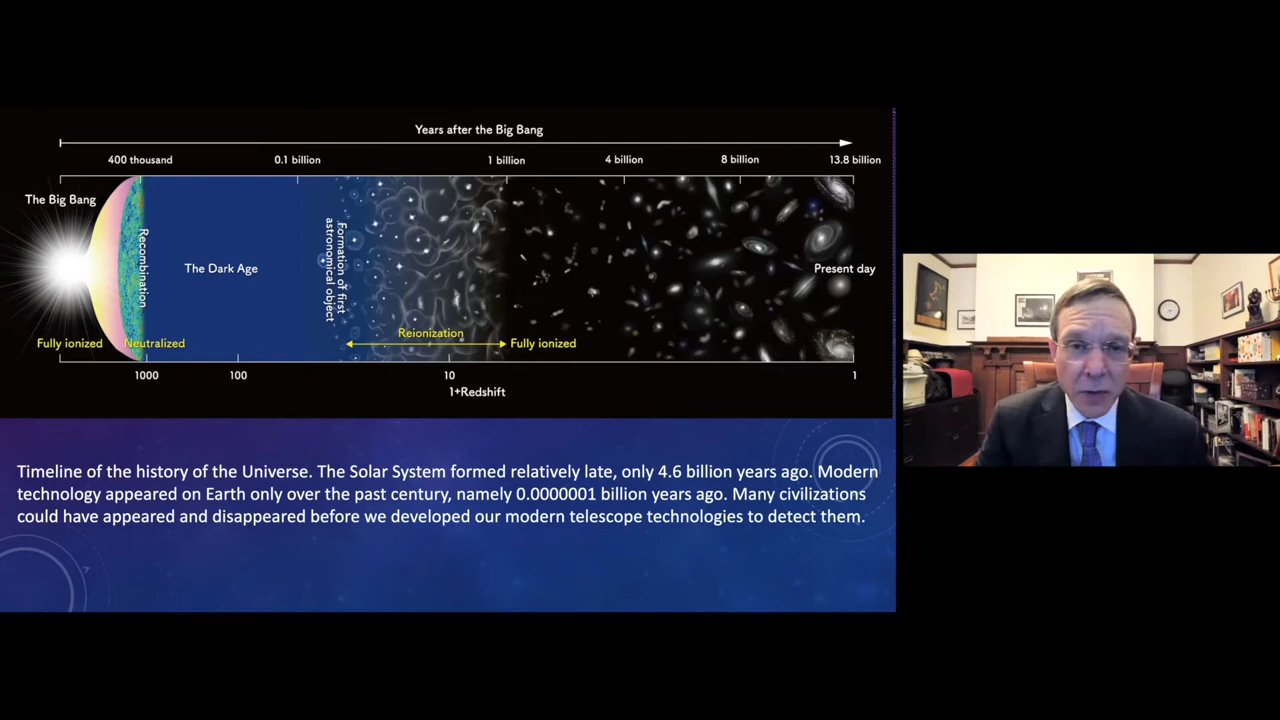 Years after the Big Bang
400 thousand 0.1 billion 1 billion 4 billion 8 billion 13.8 billion
The Big Bang
Recombination
The Dark Age
Formation of first
astronomical object
Present day
Fully ionized Neutralized Reionization Fully ionized
1000 100 10 1
1+Redshift
Timeline of the history of the Universe. The Solar System formed relatively late, only 4.6 billion years ago. Modern
technology appeared on Earth only over the past century, namely 0.0000001 billion years ago. Many civilizations
could have appeared and disappeared before we developed our modern telescope technologies to detect them.